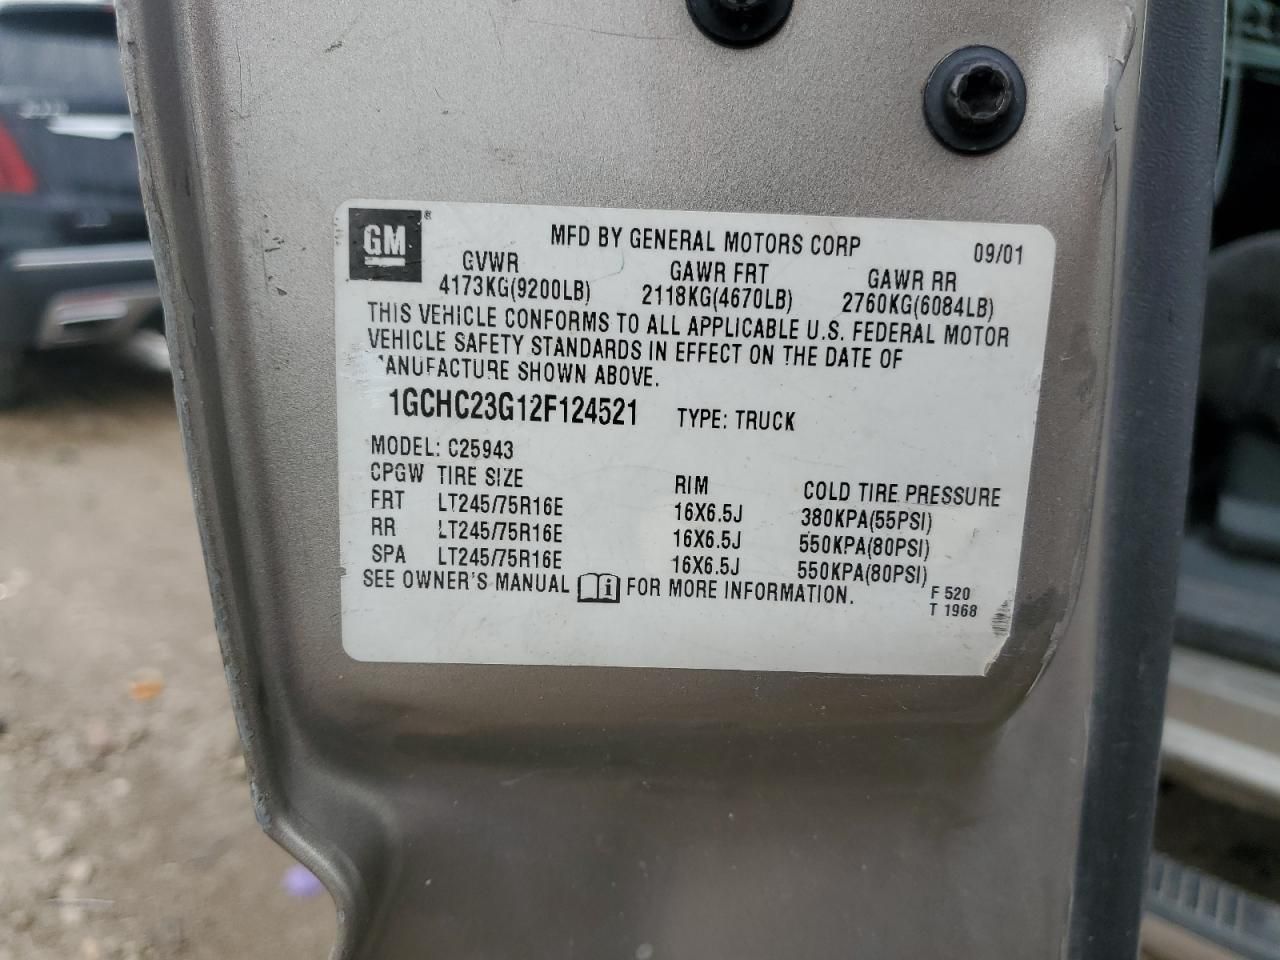 GM ® MFD BY GENERAL MOTORS CORP 09/01
GVWR GAWR FRT GAWR RR
4173KG(9200LB) 2118KG(4670LB) 2760KG(6084LB)
THIS VEHICLE CONFORMS TO ALL APPLICABLE U.S. FEDERAL MOTOR
VEHICLE SAFETY STANDARDS IN EFFECT ON THE DATE OF
MANUFACTURE SHOWN ABOVE.
1GCHC23G12F124521 TYPE: TRUCK
MODEL: C25943
CPGW TIRE SIZE RIM COLD TIRE PRESSURE
FRT LT245/75R16E 16X6.5J 380KPA(55PSI)
RR LT245/75R16E 16X6.5J 550KPA(80PSI)
SPA LT245/75R16E 16X6.5J 550KPA(80PSI)
SEE OWNER'S MANUAL i FOR MORE INFORMATION.
F 520
T 1968